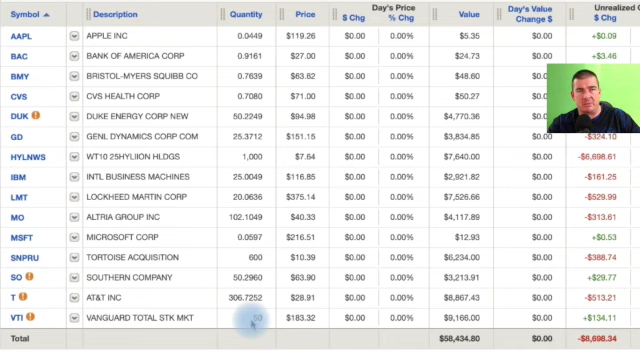 Day's Price Day's Value Unrealized
Symbol Description Quantity Price $ Chg % Chg Value Change $ $ Chg
AAPL APPLE INC 0.0449 $119.26 $0.00 0.00% $5.35 $0.00 +$0.09
BAC BANK OF AMERICA CORP 0.9161 $27.00 $0.00 0.00% $24.73 $0.00 +$3.46
BMY BRISTOL-MYERS SQUIBB CO 0.7639 $63.62 $0.00 0.00% $48.60 $0.00
CVS CVS HEALTH CORP 0.7080 $71.00 $0.00 0.00% $50.27 $0.00
DUK DUKE ENERGY CORP NEW 50.2249 $94.98 $0.00 0.00% $4,770.36 $0.00
GD GENL DYNAMICS CORP COM 25.3712 $151.15 $0.00 0.00% $3,834.85 $0.00 -$324.10
HYLNWS WT10 25HYLIION HLDGS 1,000 $7.64 $0.00 0.00% $7,640.00 $0.00 -$6,698.61
IBM INTL BUSINESS MACHINES 25.0049 $116.85 $0.00 0.00% $2,921.82 $0.00 -$161.25
LMT LOCKHEED MARTIN CORP 20.0636 $375.14 $0.00 0.00% $7,526.66 $0.00 -$529.99
MO ALTRIA GROUP INC 102.1049 $40.33 $0.00 0.00% $4,117.89 $0.00 -$313.61
MSFT MICROSOFT CORP 0.0597 $216.51 $0.00 0.00% $12.93 $0.00 +$0.53
SNPRU TORTOISE ACQUISITION 600 $10.39 $0.00 0.00% $6,234.00 $0.00 -$388.74
SO SOUTHERN COMPANY 50.2960 $63.90 $0.00 0.00% $3,213.91 $0.00 +$29.77
T AT&T INC 306.7252 $28.91 $0.00 0.00% $8,867.43 $0.00 -$513.21
VTI VANGUARD TOTAL STK MKT 50 $183.32 $0.00 0.00% $9,166.00 $0.00 +$134.11
Total $58,434.80 $0.00 -$8,698.34